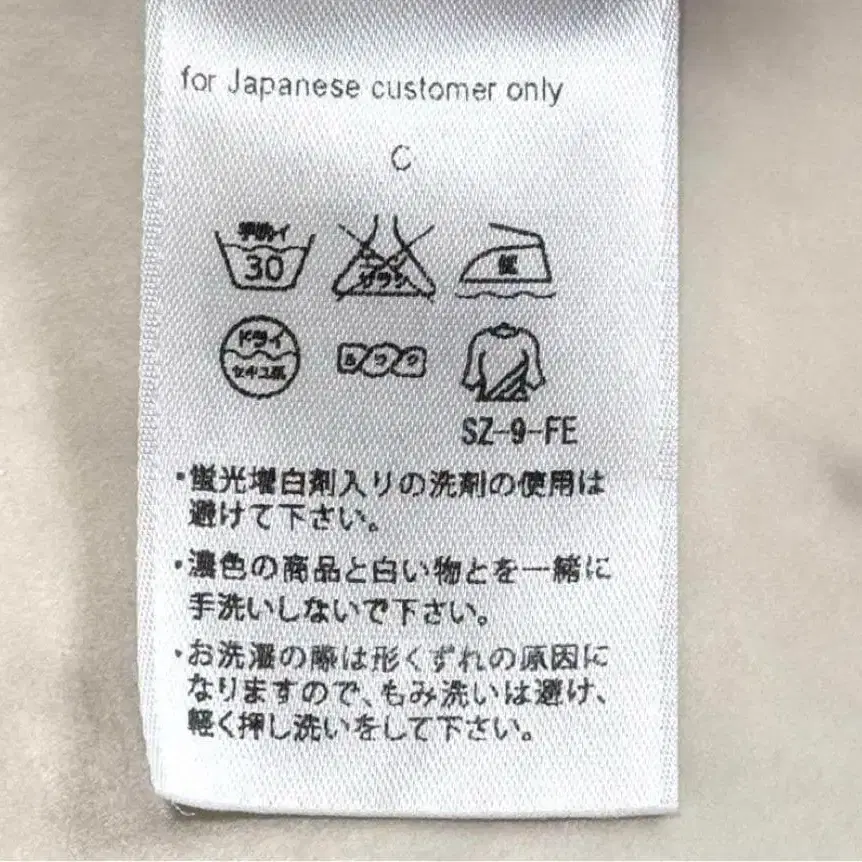 for Japanese customer only
C
手洗イ
30
エンソ
サラシ
低
ドライ
セキユ系
ヨワク
SZ-9-FE
・蛍光増白剤入りの洗剤の使用は
避けて下さい。
・濃色の商品と白い物とを一緒に
手洗いしないで下さい。
・お洗濯の際は形くずれの原因に
なりますので、もみ洗いは避け、
軽く押し洗いをして下さい。